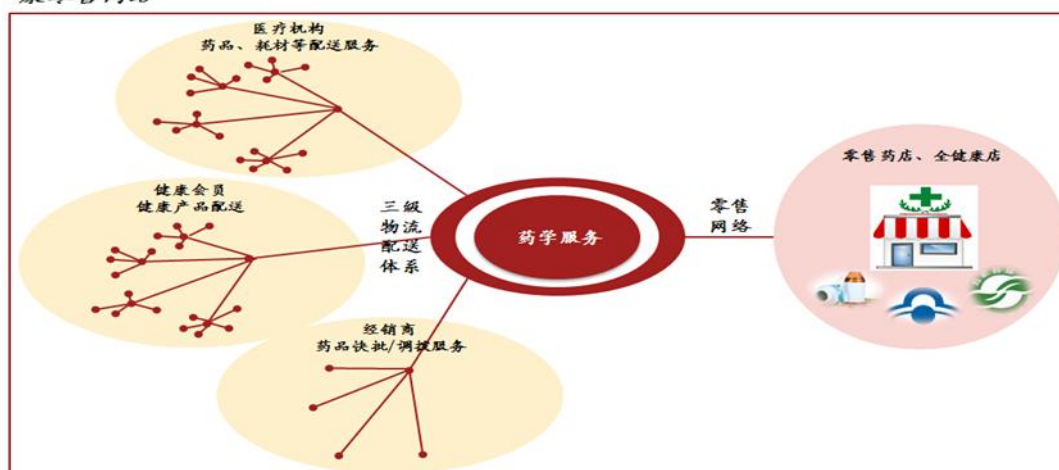 医疗机构
药品、耗材等配送服务
健康会员
健康产品配送
经销商
药品快批/调拨服务
三级
物流
配送
体系
药学服务
零售
网络
零售药店、全健康店